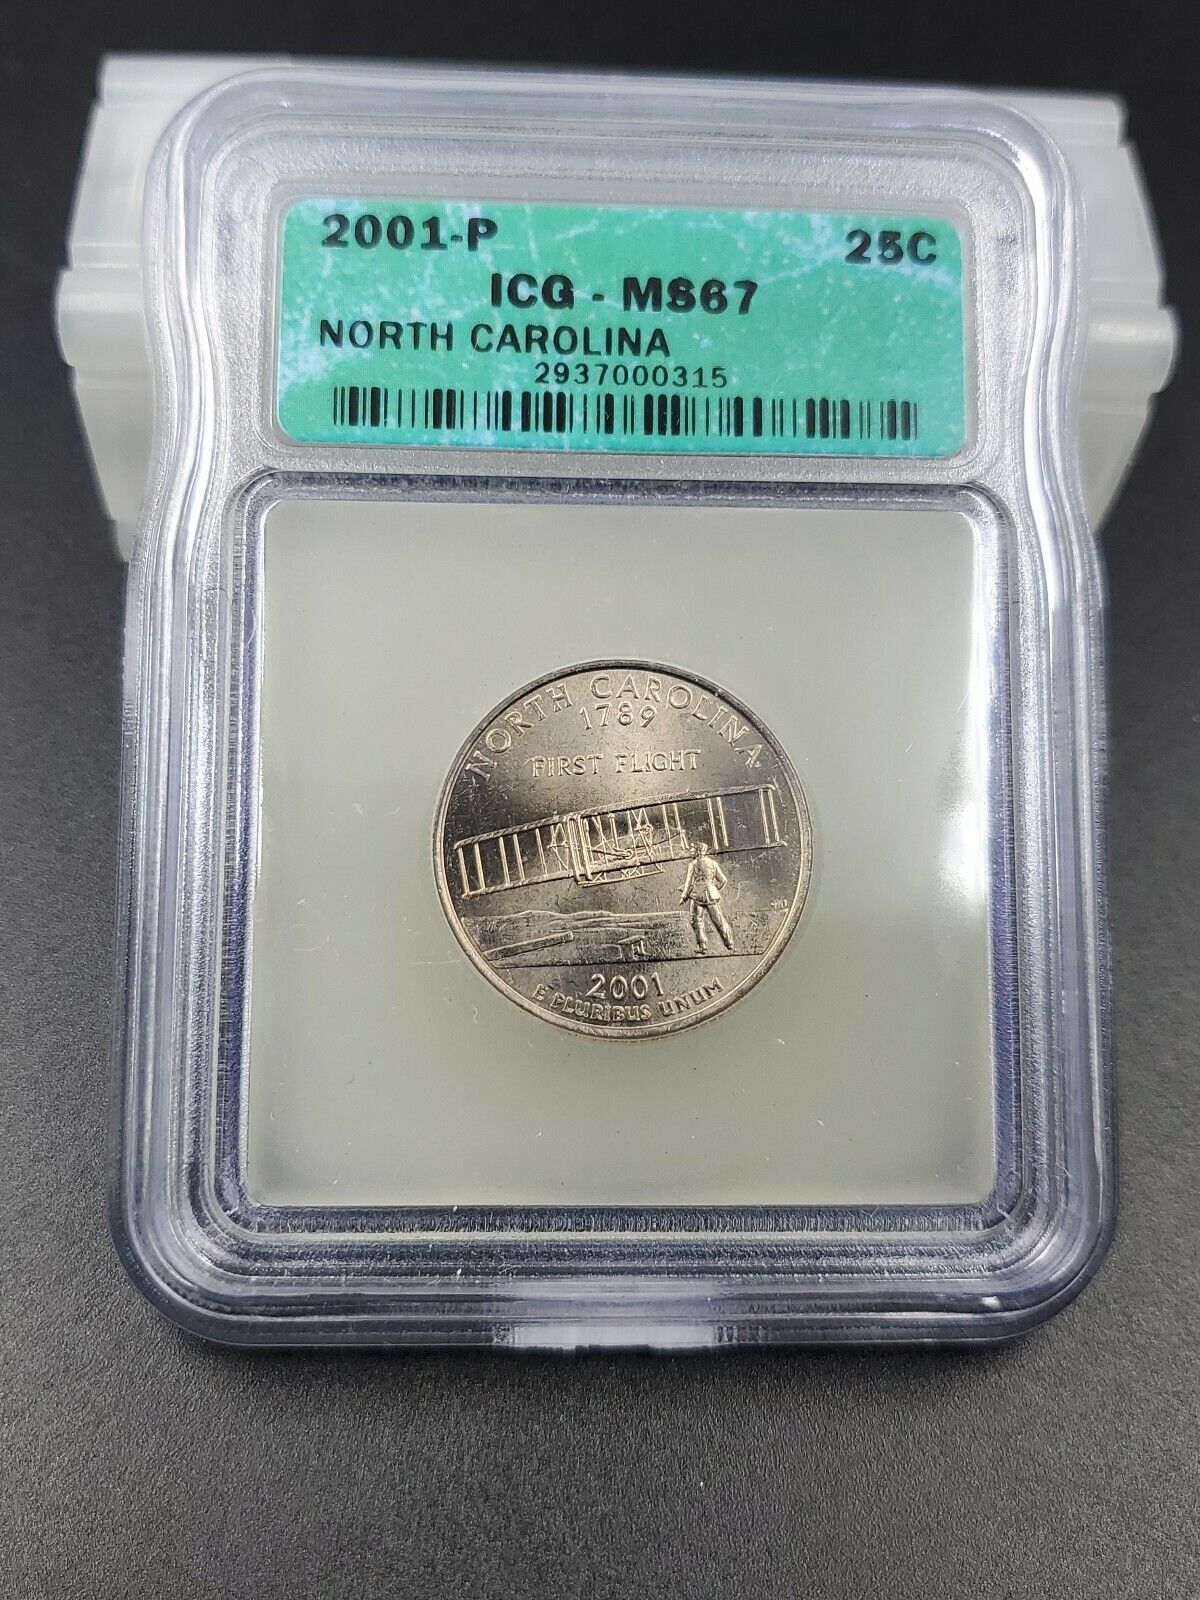 2001-P 25C
ICG - MS67
NORTH CAROLINA
2937000315
NORTH CAROLINA
1789
FIRST FLIGHT
2001
E PLURIBUS UNUM